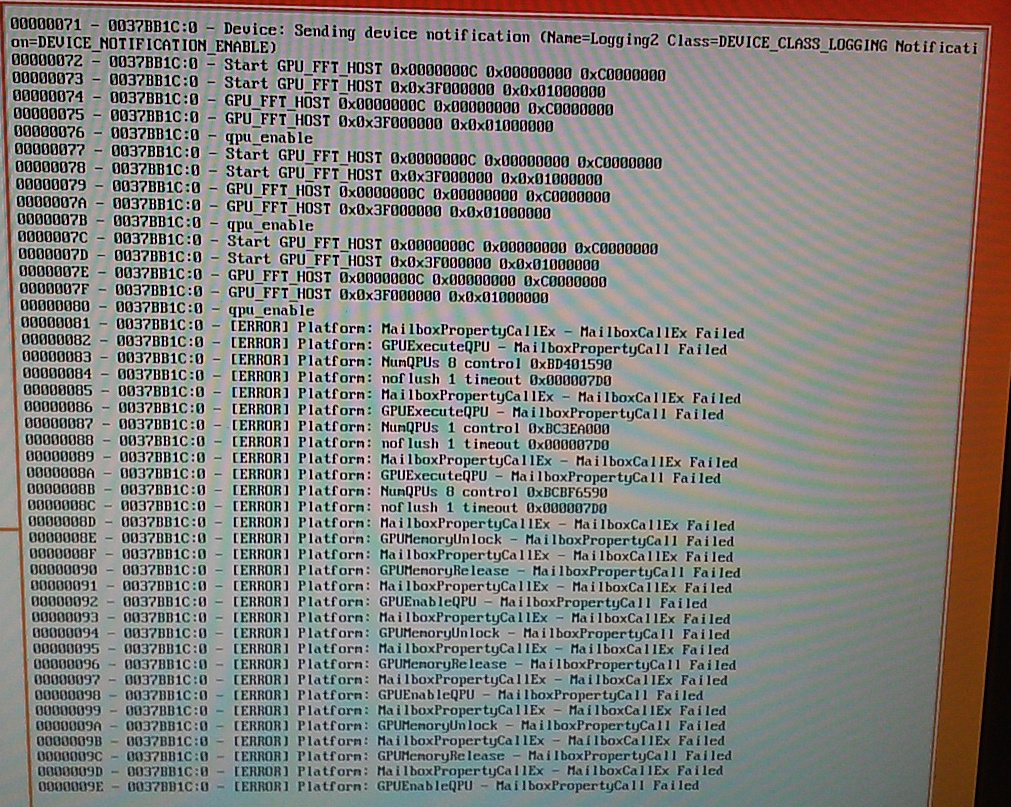 00000071 - 0037BB1C:0 - Device: Sending device notification (Name=Logging2 Class=DEVICE_CLASS_LOGGING Notificati
on=DEVICE_NOTIFICATION_ENABLE)
00000072 - 0037BB1C:0 - Start GPU_FFT_HOST 0x0000000C 0x00000000 0xC0000000
00000073 - 0037BB1C:0 - Start GPU_FFT_HOST 0x0x3F000000 0x0x01000000
00000074 - 0037BB1C:0 - GPU_FFT_HOST 0x0000000C 0x00000000 0xC0000000
00000075 - 0037BB1C:0 - GPU_FFT_HOST 0x0x3F000000 0x0x01000000
00000076 - 0037BB1C:0 - qpu_enable
00000077 - 0037BB1C:0 - Start GPU_FFT_HOST 0x0000000C 0x00000000 0xC0000000
00000078 - 0037BB1C:0 - Start GPU_FFT_HOST 0x0x3F000000 0x0x01000000
00000079 - 0037BB1C:0 - GPU_FFT_HOST 0x0000000C 0x00000000 0xC0000000
0000007A - 0037BB1C:0 - GPU_FFT_HOST 0x0x3F000000 0x0x01000000
0000007B - 0037BB1C:0 - qpu_enable
0000007C - 0037BB1C:0 - Start GPU_FFT_HOST 0x0000000C 0x00000000 0xC0000000
0000007D - 0037BB1C:0 - Start GPU_FFT_HOST 0x0x3F000000 0x0x01000000
0000007E - 0037BB1C:0 - GPU_FFT_HOST 0x0000000C 0x00000000 0xC0000000
0000007F - 0037BB1C:0 - GPU_FFT_HOST 0x0x3F000000 0x0x01000000
00000080 - 0037BB1C:0 - qpu_enable
00000081 - 0037BB1C:0 - [ERROR] Platform: MailboxPropertyCallEx - MailboxCallEx Failed
00000082 - 0037BB1C:0 - [ERROR] Platform: GPUExecuteQPU - MailboxPropertyCall Failed
00000083 - 0037BB1C:0 - [ERROR] Platform: NumQPUs 8 control 0xBD401590
00000084 - 0037BB1C:0 - [ERROR] Platform: noflush 1 timeout 0x000007D0
00000085 - 0037BB1C:0 - [ERROR] Platform: MailboxPropertyCallEx - MailboxCallEx Failed
00000086 - 0037BB1C:0 - [ERROR] Platform: GPUExecuteQPU - MailboxPropertyCall Failed
00000087 - 0037BB1C:0 - [ERROR] Platform: NumQPUs 1 control 0xBC3EA000
00000088 - 0037BB1C:0 - [ERROR] Platform: noflush 1 timeout 0x000007D0
00000089 - 0037BB1C:0 - [ERROR] Platform: MailboxPropertyCallEx - MailboxCallEx Failed
0000008A - 0037BB1C:0 - [ERROR] Platform: GPUExecuteQPU - MailboxPropertyCall Failed
0000008B - 0037BB1C:0 - [ERROR] Platform: NumQPUs 8 control 0xBCBF6590
0000008C - 0037BB1C:0 - [ERROR] Platform: noflush 1 timeout 0x000007D0
0000008D - 0037BB1C:0 - [ERROR] Platform: MailboxPropertyCallEx - MailboxCallEx Failed
0000008E - 0037BB1C:0 - [ERROR] Platform: GPUMemoryUnlock - MailboxPropertyCall Failed
0000008F - 0037BB1C:0 - [ERROR] Platform: MailboxPropertyCallEx - MailboxCallEx Failed
00000090 - 0037BB1C:0 - [ERROR] Platform: GPUMemoryRelease - MailboxPropertyCall Failed
00000091 - 0037BB1C:0 - [ERROR] Platform: MailboxPropertyCallEx - MailboxCallEx Failed
00000092 - 0037BB1C:0 - [ERROR] Platform: GPUEnableQPU - MailboxPropertyCall Failed
00000093 - 0037BB1C:0 - [ERROR] Platform: MailboxPropertyCallEx - MailboxCallEx Failed
00000094 - 0037BB1C:0 - [ERROR] Platform: GPUMemoryUnlock - MailboxPropertyCall Failed
00000095 - 0037BB1C:0 - [ERROR] Platform: MailboxPropertyCallEx - MailboxCallEx Failed
00000096 - 0037BB1C:0 - [ERROR] Platform: GPUMemoryRelease - MailboxPropertyCall Failed
00000097 - 0037BB1C:0 - [ERROR] Platform: MailboxPropertyCallEx - MailboxCallEx Failed
00000098 - 0037BB1C:0 - [ERROR] Platform: GPUEnableQPU - MailboxPropertyCall Failed
00000099 - 0037BB1C:0 - [ERROR] Platform: MailboxPropertyCallEx - MailboxCallEx Failed
0000009A - 0037BB1C:0 - [ERROR] Platform: GPUMemoryUnlock - MailboxPropertyCall Failed
0000009B - 0037BB1C:0 - [ERROR] Platform: MailboxPropertyCallEx - MailboxCallEx Failed
0000009C - 0037BB1C:0 - [ERROR] Platform: GPUMemoryRelease - MailboxPropertyCall Failed
0000009D - 0037BB1C:0 - [ERROR] Platform: MailboxPropertyCallEx - MailboxCallEx Failed
0000009E - 0037BB1C:0 - [ERROR] Platform: GPUEnableQPU - MailboxPropertyCall Failed